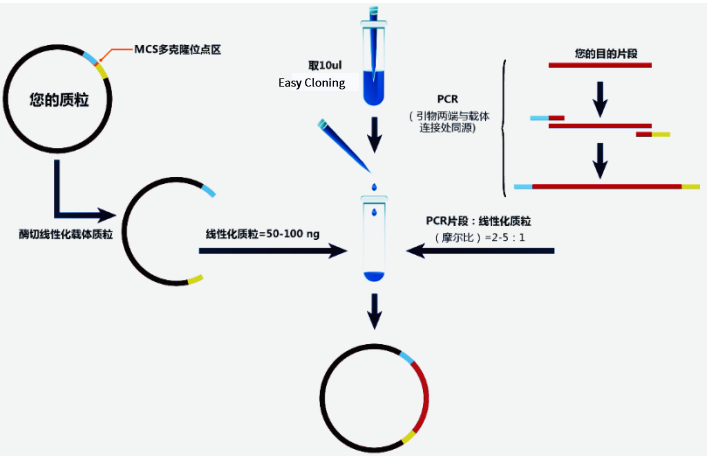 MCS多克隆位点区
您的质粒
酶切线性化载体质粒
线性化质粒=50-100 ng
取10ul
Easy Cloning
您的目的片段
PCR
（引物两端与载体
连接处同源)
PCR片段：线性化质粒
（摩尔比）=2-5：1